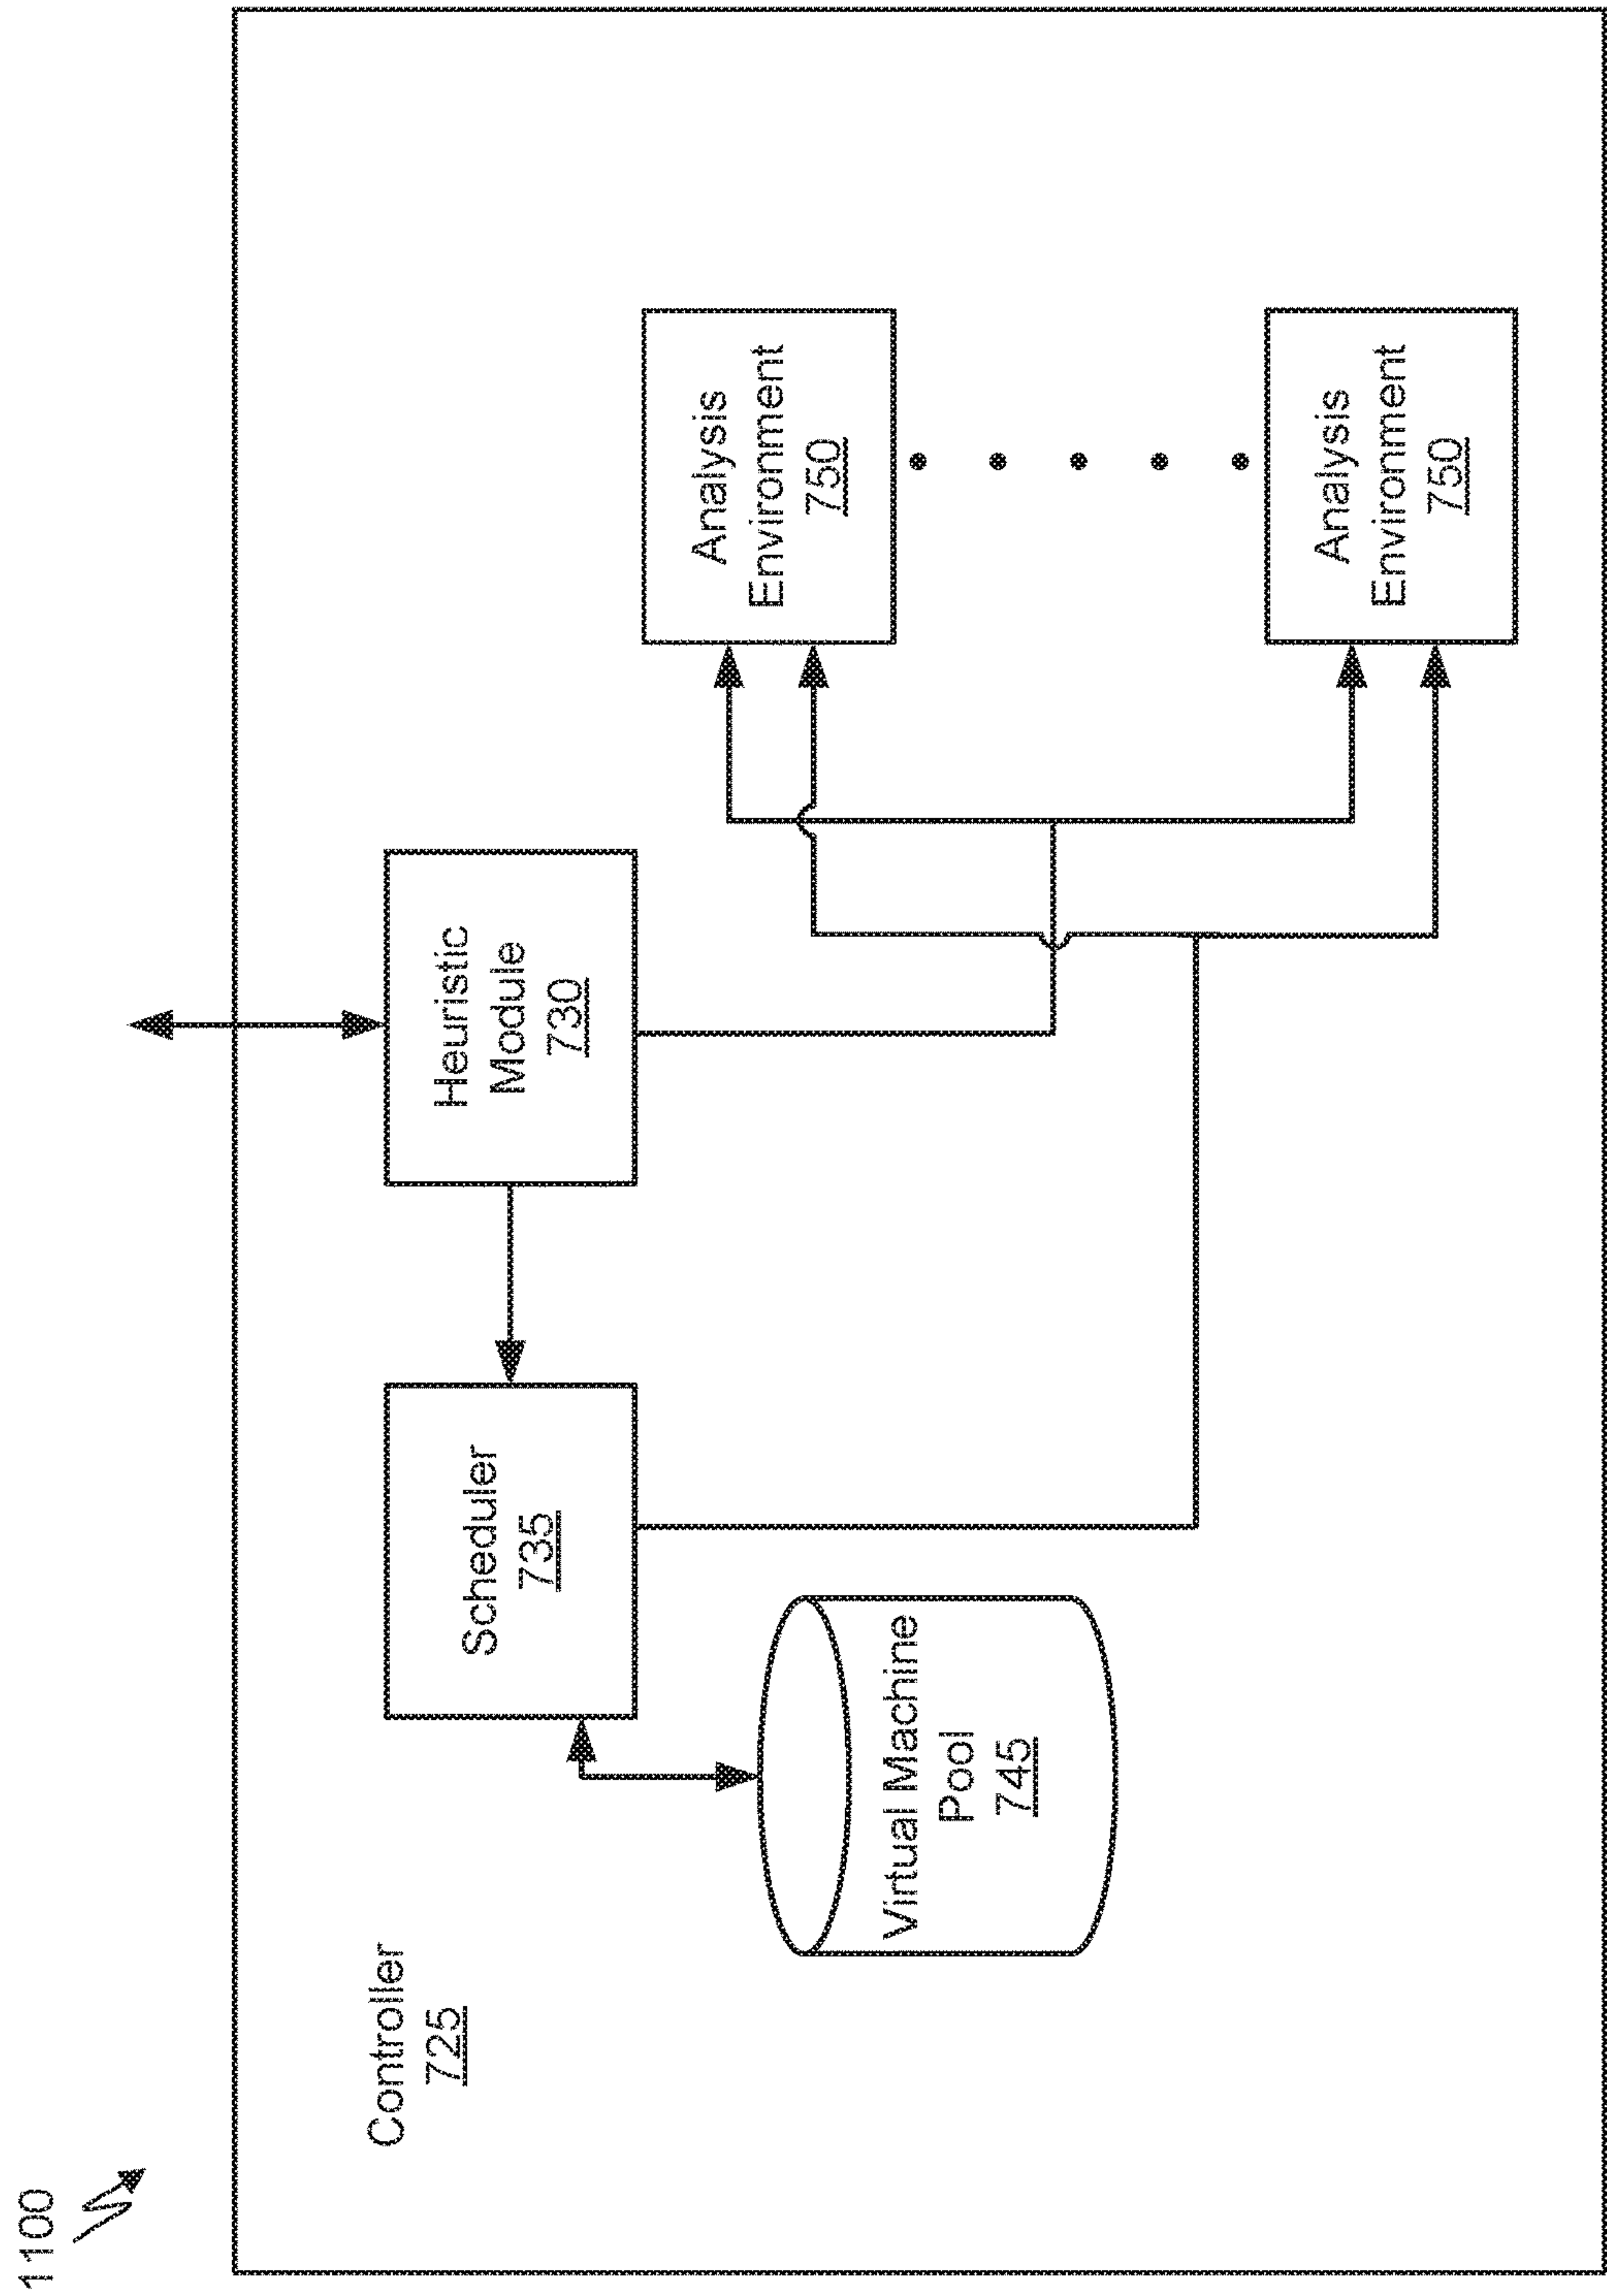 1100
Controller
725
Scheduler
735
Heuristic
Module
730
Virtual Machine
Pool
745
Analysis
Environment
750
Analysis
Environment
750